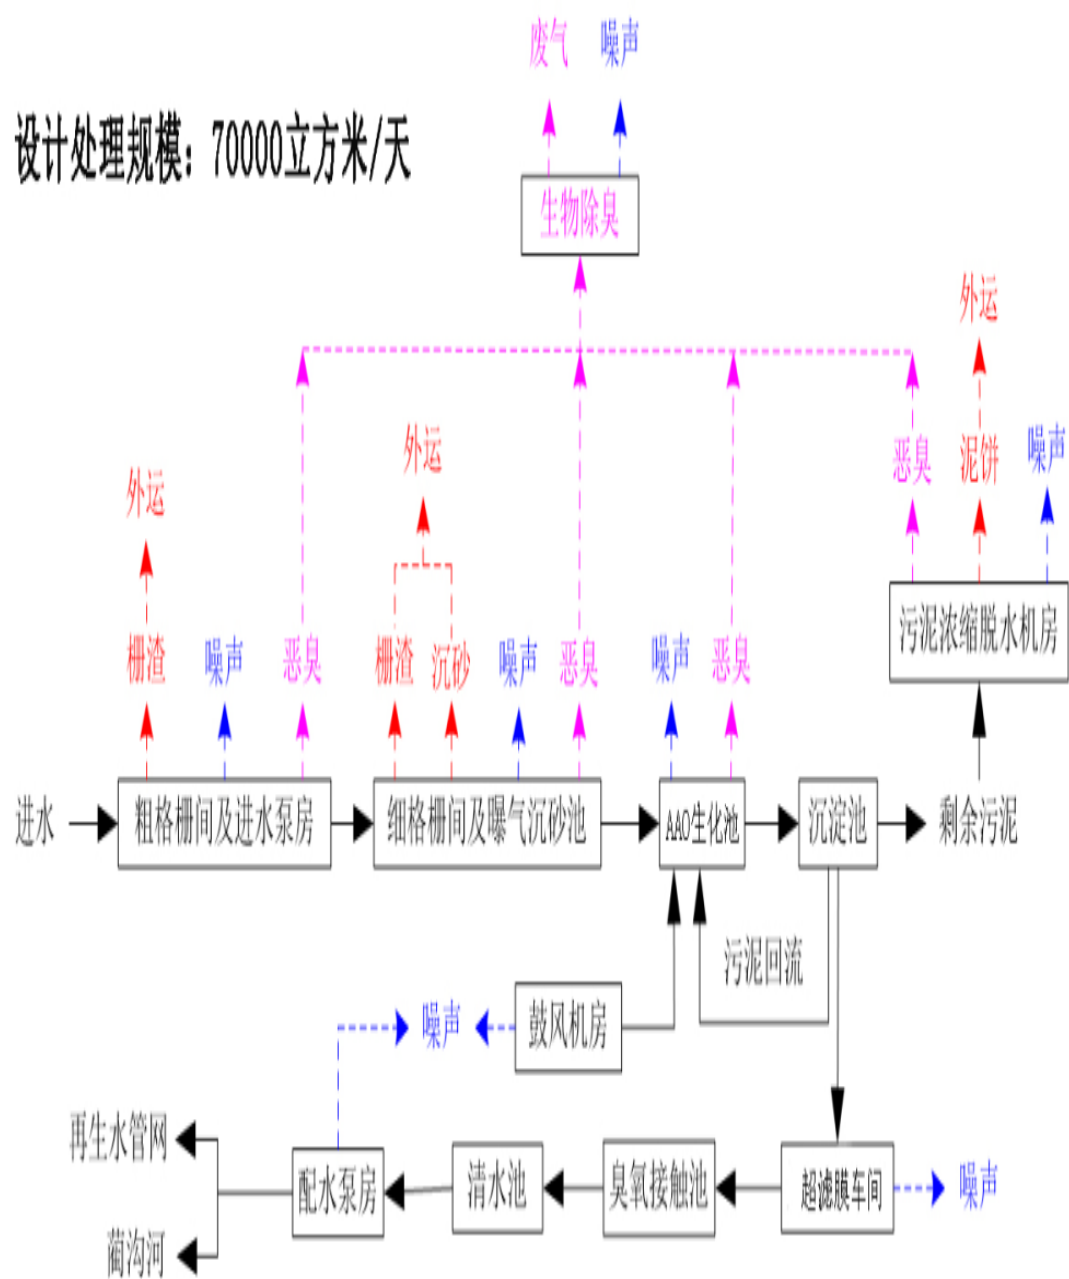 废气
噪声
设计处理规模：70000立方米/天
生物除臭
外运
外运
外运
恶臭
泥饼
噪声
污泥浓缩脱水机房
栅渣
噪声
恶臭
栅渣
沉砂
噪声
恶臭
噪声
恶臭
进水
粗格栅间及进水泵房
细格栅间及曝气沉砂池
AAO生化池
沉淀池
剩余污泥
污泥回流
噪声
鼓风机房
再生水管网
配水泵房
清水池
臭氧接触池
超滤膜车间
噪声
蔺沟河